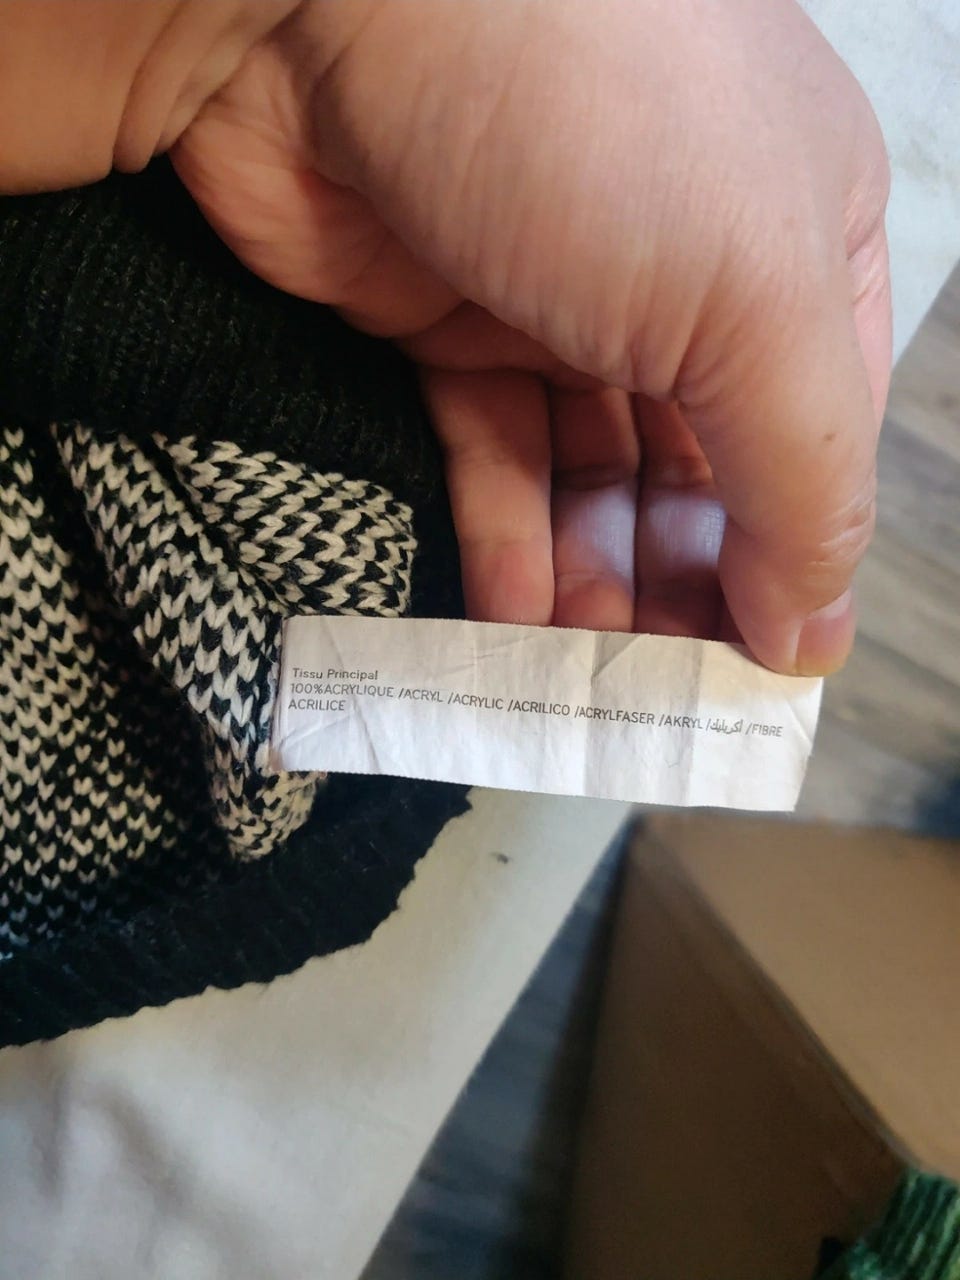 Tissu Principal
100%ACRYLIQUE /ACRYL /ACRYLIC /ACRILICO /ACRYLFASER /AKRYL /أكريليك /FIBRE
ACRILICE